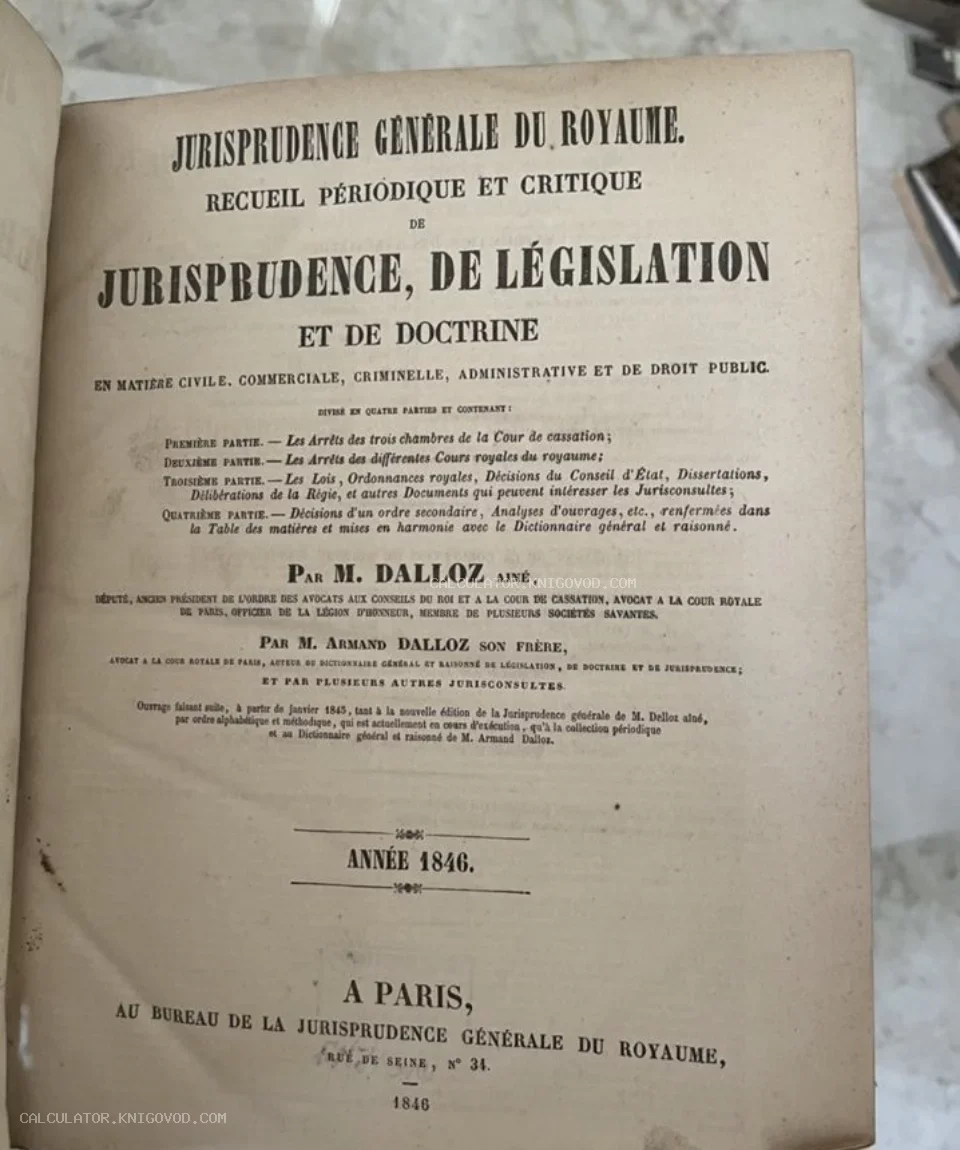 JURISPRUDENCE GÉNÉRALE DU ROYAUME.
RECUEIL PÉRIODIQUE ET CRITIQUE
DE
JURISPRUDENCE, DE LÉGISLATION
ET DE DOCTRINE
EN MATIÈRE CIVILE, COMMERCIALE, CRIMINELLE, ADMINISTRATIVE ET DE DROIT PUBLIC.
DIVISÉ EN QUATRE PARTIES ET CONTENANT :
PREMIÈRE PARTIE. — Les Arrêts des trois chambres de la Cour de cassation ;
DEUXIÈME PARTIE. — Les Arrêts des différentes Cours royales du royaume ;
TROISIÈME PARTIE. — Les Lois, Ordonnances royales, Décisions du Conseil d'État, Dissertations,
Délibérations de la Régie, et autres Documents qui peuvent intéresser les Jurisconsultes ;
QUATRIÈME PARTIE. — Décisions d'un ordre secondaire, Analyses d'ouvrages, etc., renfermées dans
la Table des matières et mises en harmonie avec le Dictionnaire général et raisonné.
PAR M. DALLOZ AINÉ,
CALCULATOR.KNIGOVOD.COM
DÉPUTÉ, ANCIEN PRÉSIDENT DE L'ORDRE DES AVOCATS AUX CONSEILS DU ROI ET A LA COUR DE CASSATION, AVOCAT A LA COUR ROYALE
DE PARIS, OFFICIER DE LA LÉGION D'HONNEUR, MEMBRE DE PLUSIEURS SOCIÉTÉS SAVANTES.
PAR M. ARMAND DALLOZ SON FRÈRE,
AVOCAT A LA COUR ROYALE DE PARIS, AUTEUR DU DICTIONNAIRE GÉNÉRAL ET RAISONNÉ DE LÉGISLATION, DE DOCTRINE ET DE JURISPRUDENCE ;
ET PAR PLUSIEURS AUTRES JURISCONSULTES.
Ouvrage faisant suite, à partir de janvier 1845, tant à la nouvelle édition de la Jurisprudence générale de M. Dalloz aîné,
par ordre alphabétique et méthodique, qui est actuellement en cours d'exécution, qu'à la collection périodique
et au Dictionnaire général et raisonné de M. Armand Dalloz.
ANNÉE 1846.
A PARIS,
AU BUREAU DE LA JURISPRUDENCE GÉNÉRALE DU ROYAUME,
RUE DE SEINE, N° 34.
1846
CALCULATOR.KNIGOVOD.COM